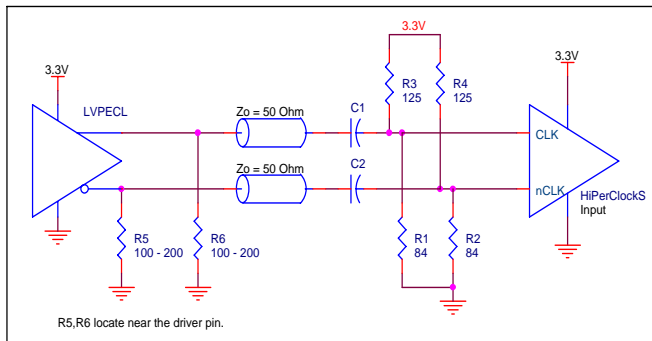 3.3V
3.3V
3.3V
R3
125
R4
125
LVPECL
Zo = 50 Ohm
C1
CLK
Zo = 50 Ohm
C2
nCLK
HiPerClockS
Input
R5
100 - 200
R6
100 - 200
R1
84
R2
84
R5,R6 locate near the driver pin.